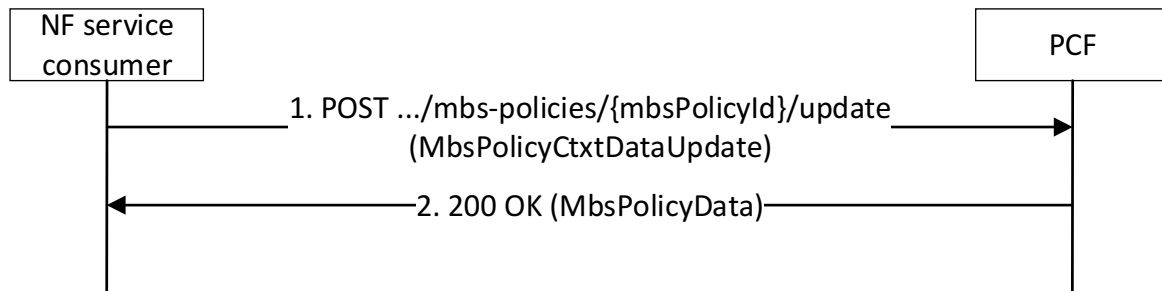 NF service
consumer
PCF
1. POST .../mbs-policies/{mbsPolicyId}/update
(MbsPolicyCtxtDataUpdate)
2. 200 OK (MbsPolicyData)